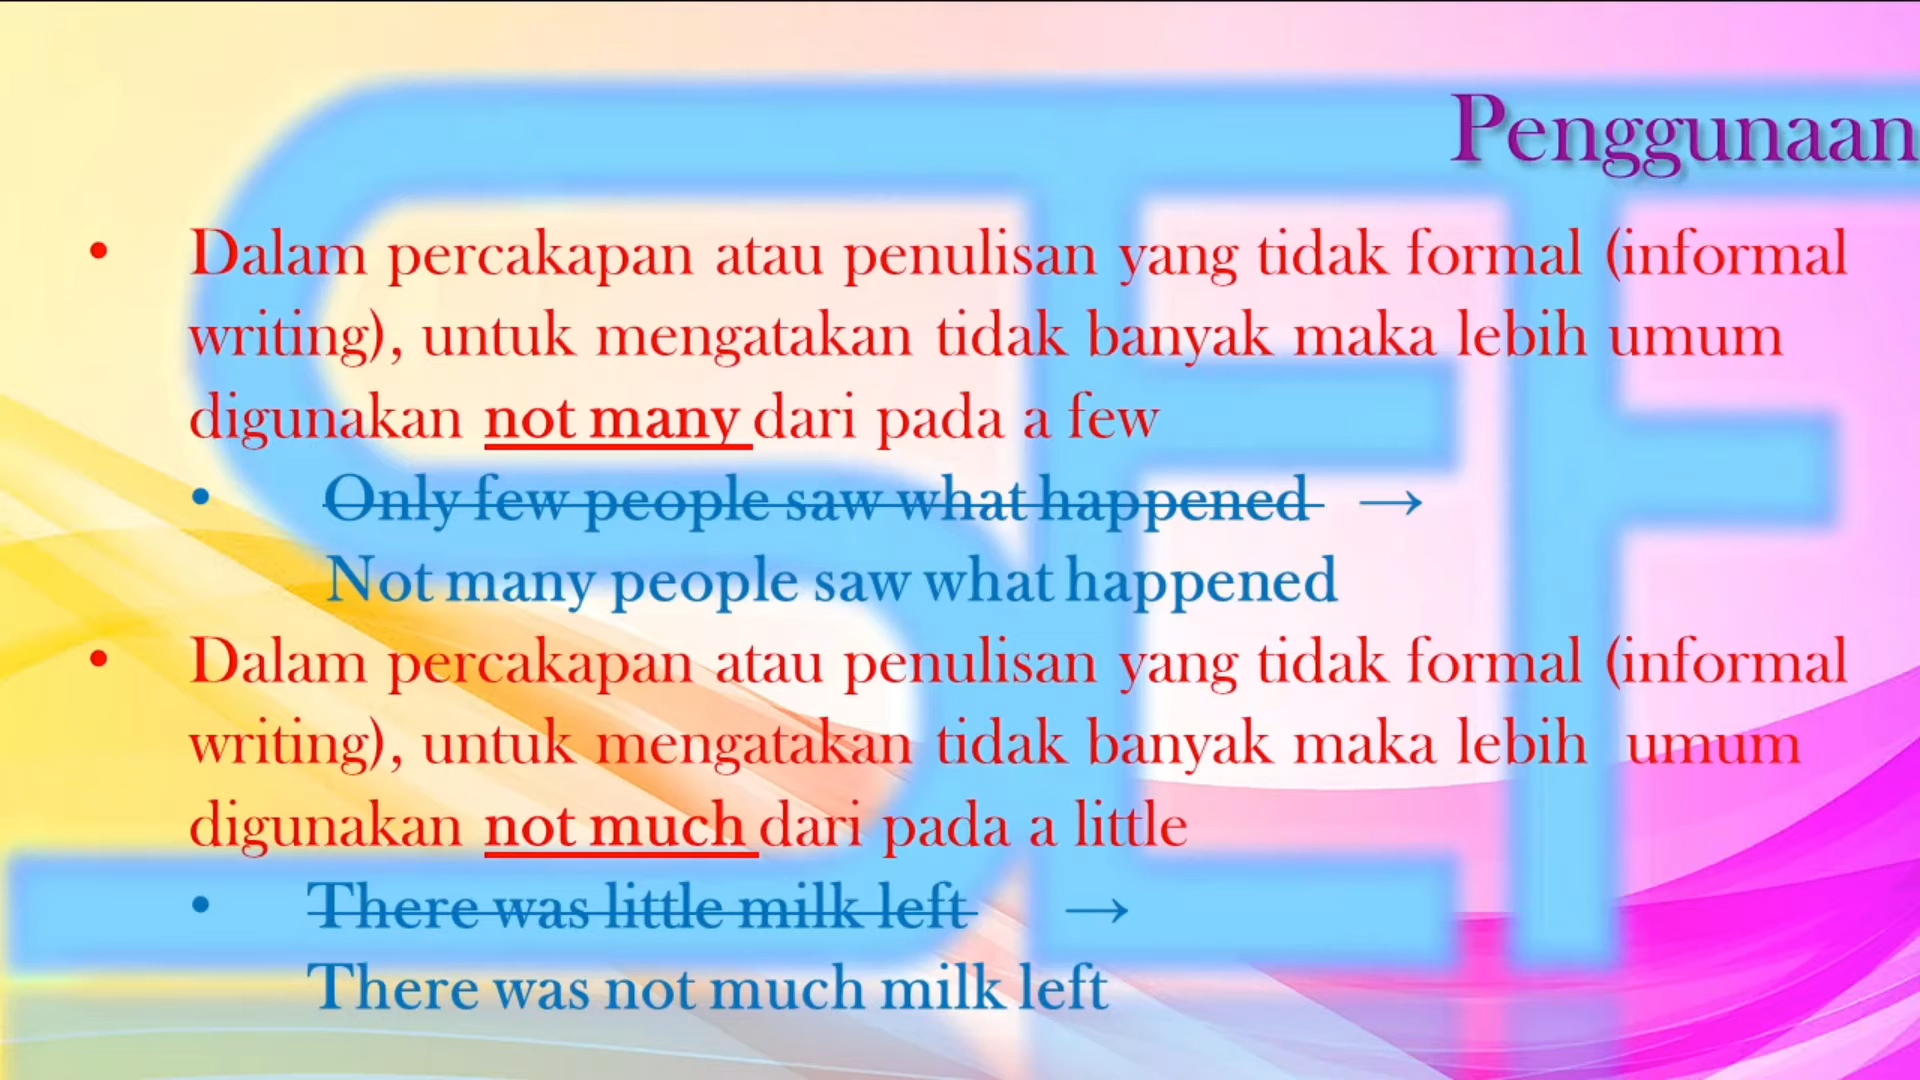 Penggunaan
• Dalam percakapan atau penulisan yang tidak formal (informal
writing), untuk mengatakan tidak banyak maka lebih umum
digunakan not many dari pada a few
• Only few people saw what happened →
Not many people saw what happened
• Dalam percakapan atau penulisan yang tidak formal (informal
writing), untuk mengatakan tidak banyak maka lebih umum
digunakan not much dari pada a little
• There was little milk left →
There was not much milk left
SEF